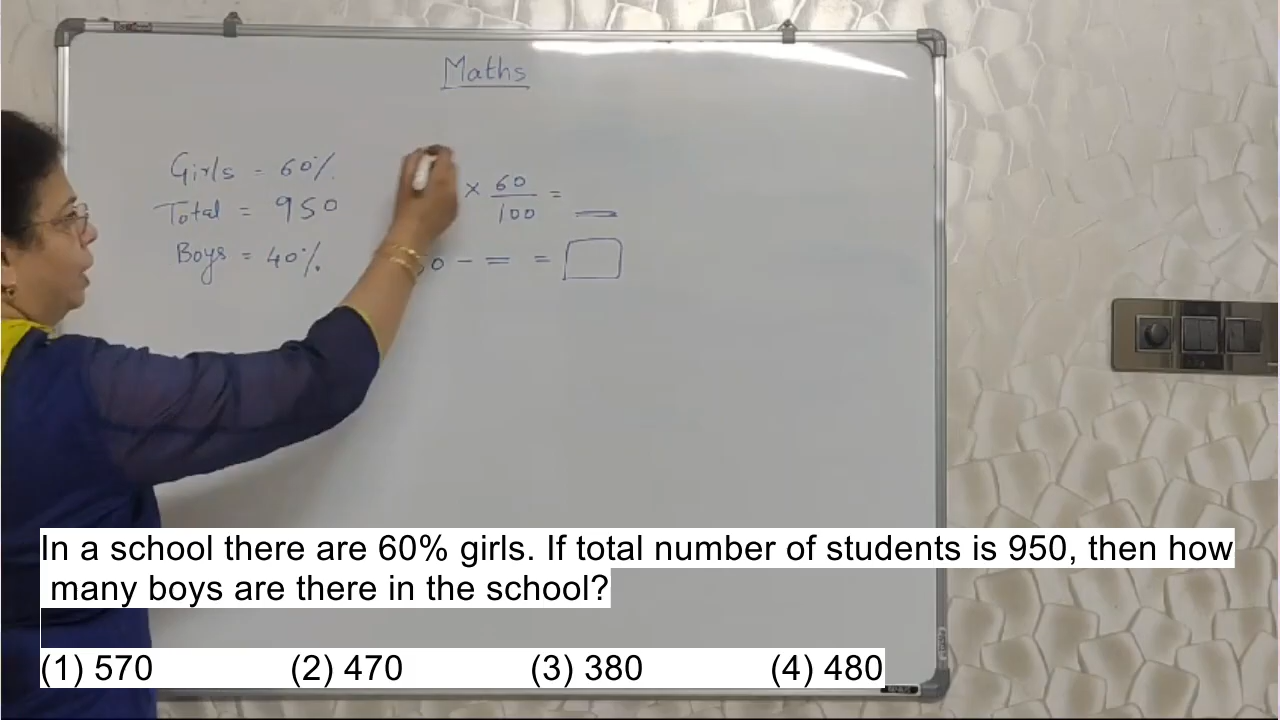 Maths
Girls = 60%
Total = 950
Boys = 40%
× 60/100 =
0 - = =
In a school there are 60% girls. If total number of students is 950, then how
many boys are there in the school?
(1) 570 (2) 470 (3) 380 (4) 480